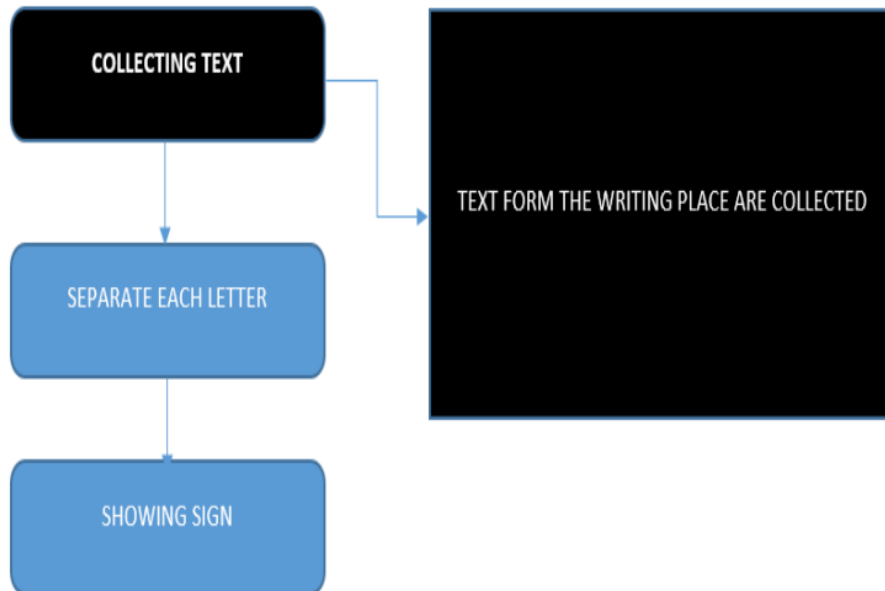 COLLECTING TEXT
TEXT FORM THE WRITING PLACE ARE COLLECTED
SEPARATE EACH LETTER
SHOWING SIGN